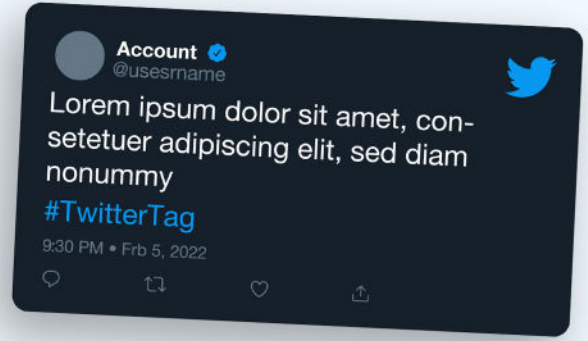 Account
@usesrname
Lorem ipsum dolor sit amet, con-
setetuer adipiscing elit, sed diam
nonummy
#TwitterTag
9:30 PM • Frb 5, 2022